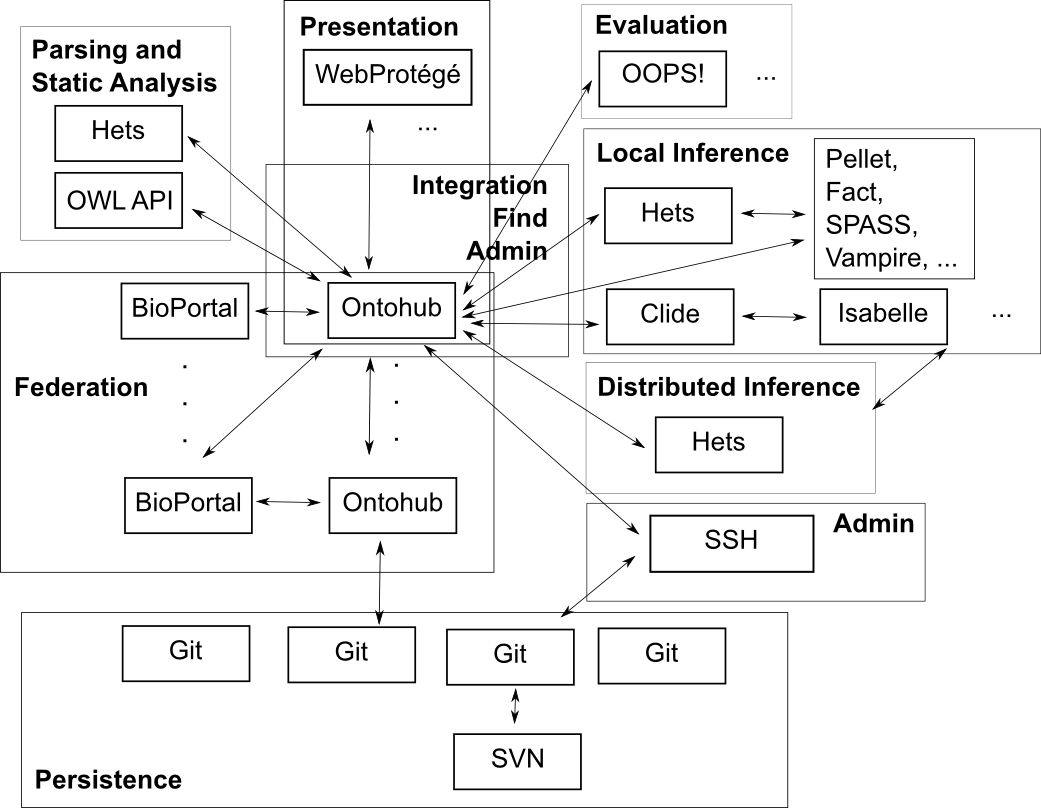 Parsing and
Static Analysis
Hets
OWL API
Presentation
WebProtégé
...
Evaluation
OOPS!
...
Integration
Find
Admin
Local Inference
Hets
Pellet,
Fact,
SPASS,
Vampire, ...
Clide
Isabelle
...
BioPortal
Ontohub
Federation
.
.
.
.
.
.
BioPortal
Ontohub
Distributed Inference
Hets
Admin
SSH
Git
Git
Git
Git
SVN
Persistence